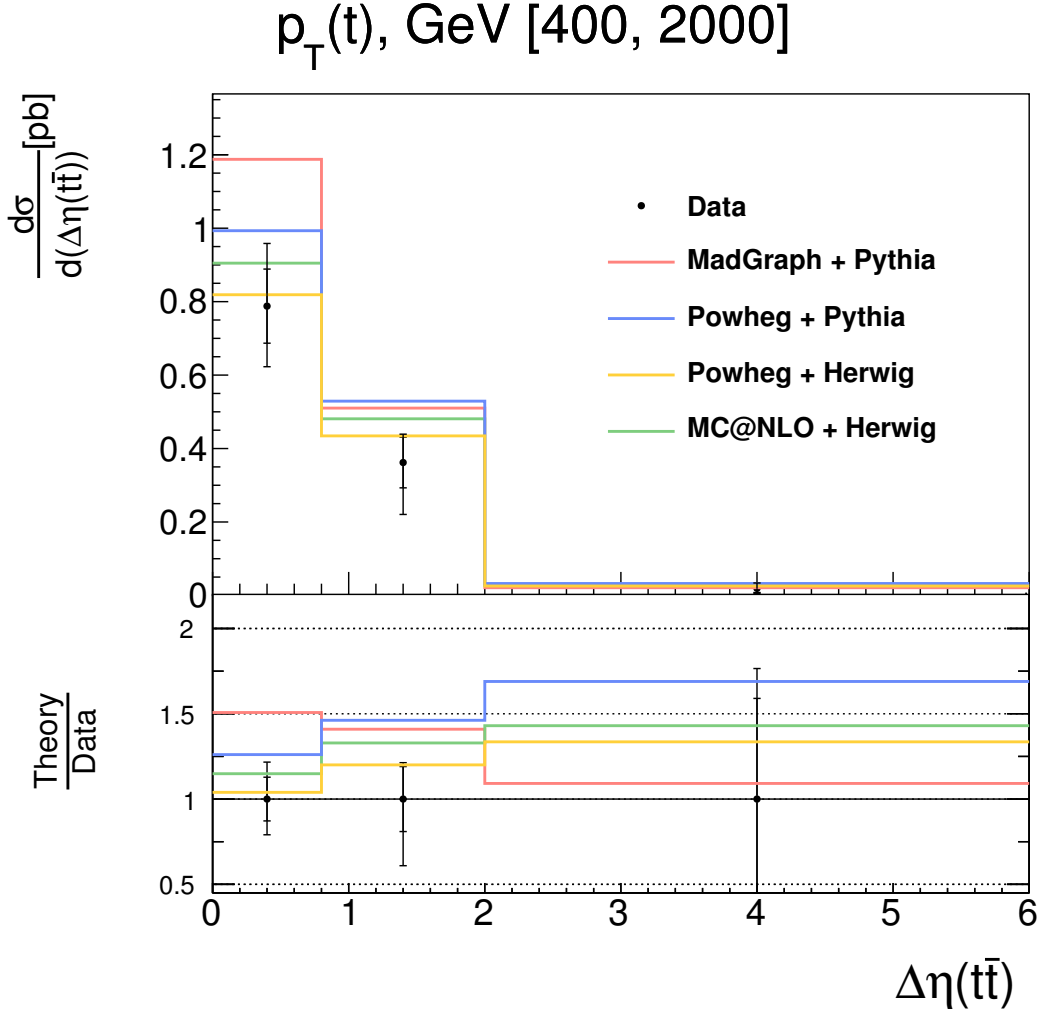 p_T(t), GeV [400, 2000]
dσ
d(Δη(tt̄))
[pb]
1.2
1
0.8
0.6
0.4
0.2
0
Data
MadGraph + Pythia
Powheg + Pythia
Powheg + Herwig
MC@NLO + Herwig
Theory
Data
2
1.5
1
0.5
0 1 2 3 4 5 6
Δη(tt̄)